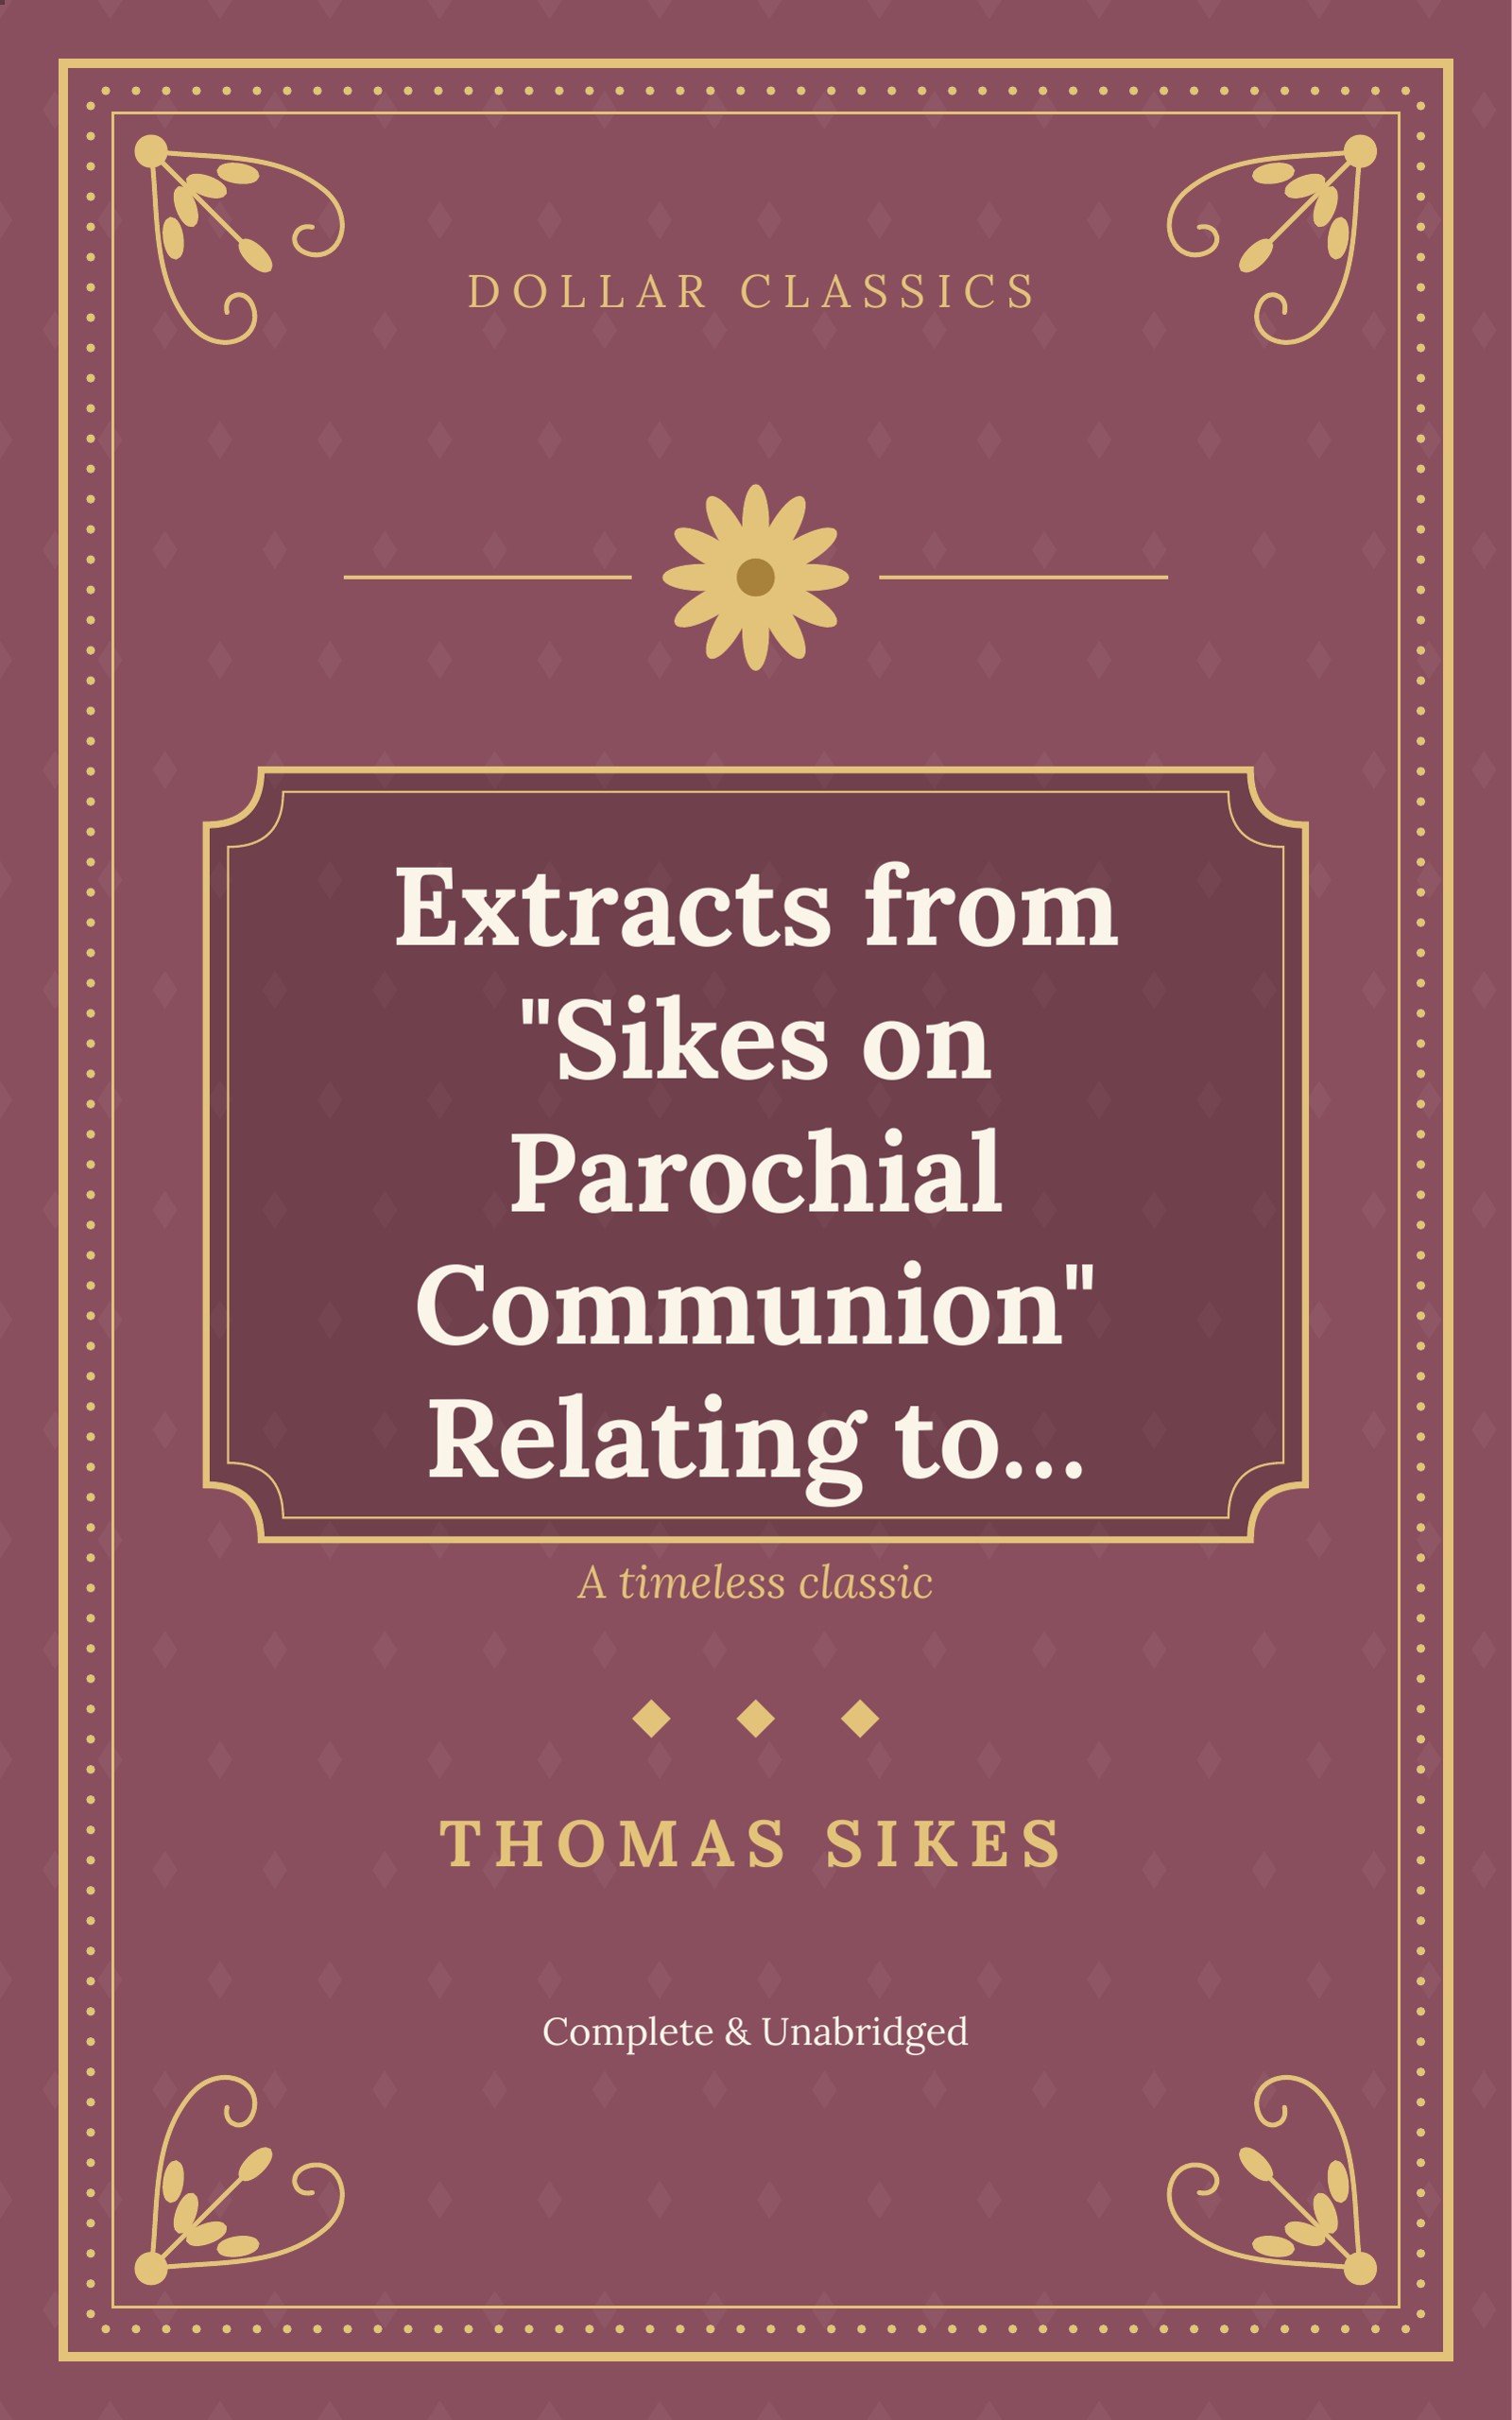 DOLLAR CLASSICS
Extracts from
"Sikes on
Parochial
Communion"
Relating to...
A timeless classic
THOMAS SIKES
Complete & Unabridged